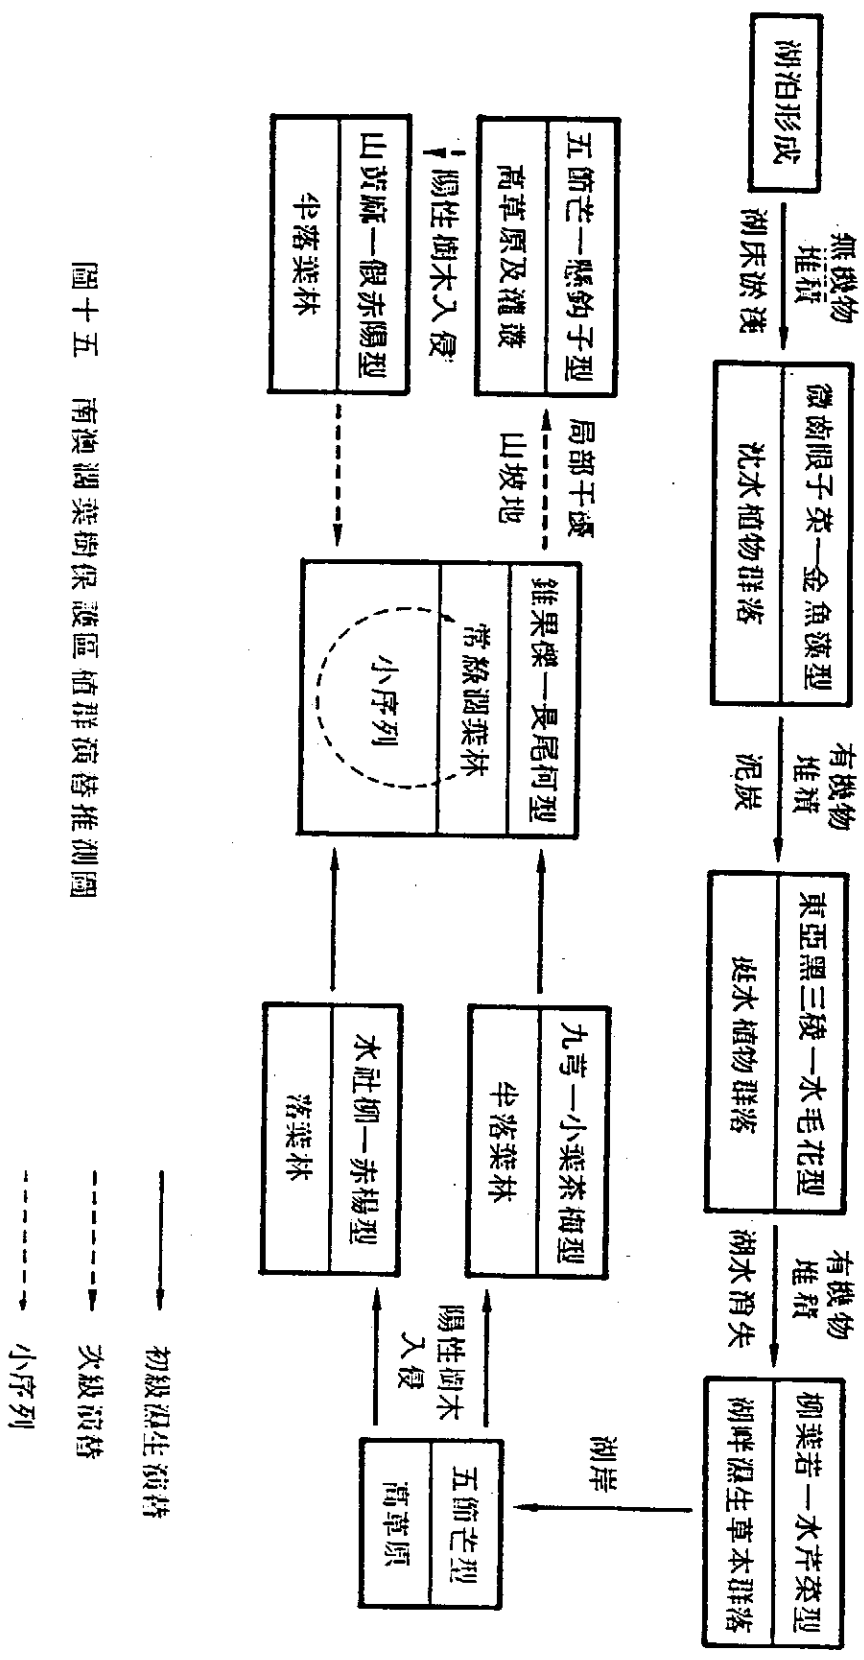 湖泊形成
無機物
堆積
湖床淤淺
微齒眼子菜—金魚藻型
沈水植物群落
有機物
堆積
泥炭
東亞黑三稜—水毛花型
挺水植物群落
有機物
堆積
湖水消失
柳葉箬—水芹菜型
湖畔濕生草本群落
湖岸
五節芒型
高草原
陽性樹木
入侵
九芎—小葉茶梅型
半落葉林
水社柳—赤楊型
落葉林
錐果櫟—長尾柯型
常綠濶葉林
小序列
局部干擾
山坡地
五節芒—懸鈎子型
高草原及灌叢
陽性樹木入侵
山黃麻—假赤陽型
半落葉林
初級濕生演替
次級演替
小序列
圖十五 南澳濶葉樹保護區植群演替推測圖